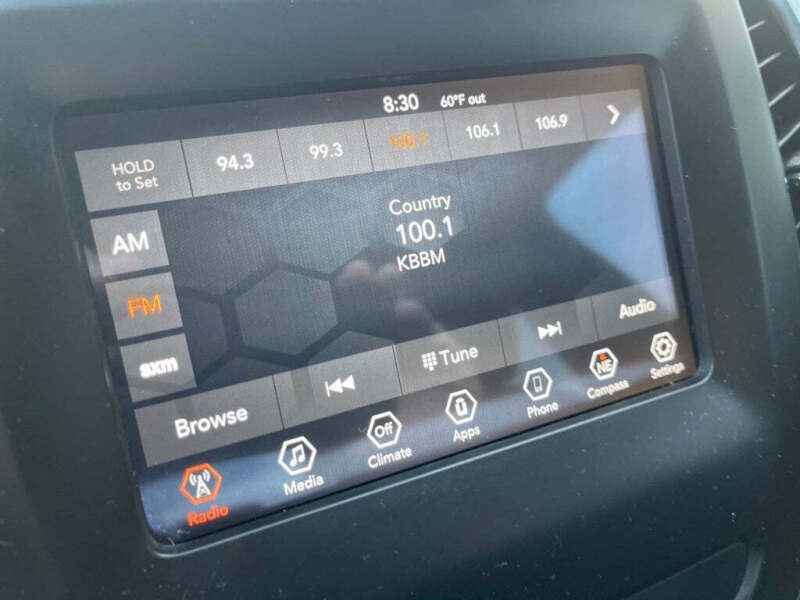 8:30 60°F out
HOLD
to Set
94.3 99.3 100.1 106.1 106.9
AM
FM
sxm
Country
100.1
KBBM
Browse Tune Audio
Radio Media Off Climate Apps Phone NE Compass Settings